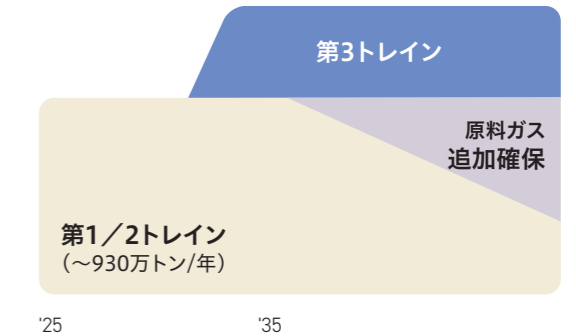 第3トレイン
原料ガス
追加確保
第1／2トレイン
（～930万トン/年）
'25
'35